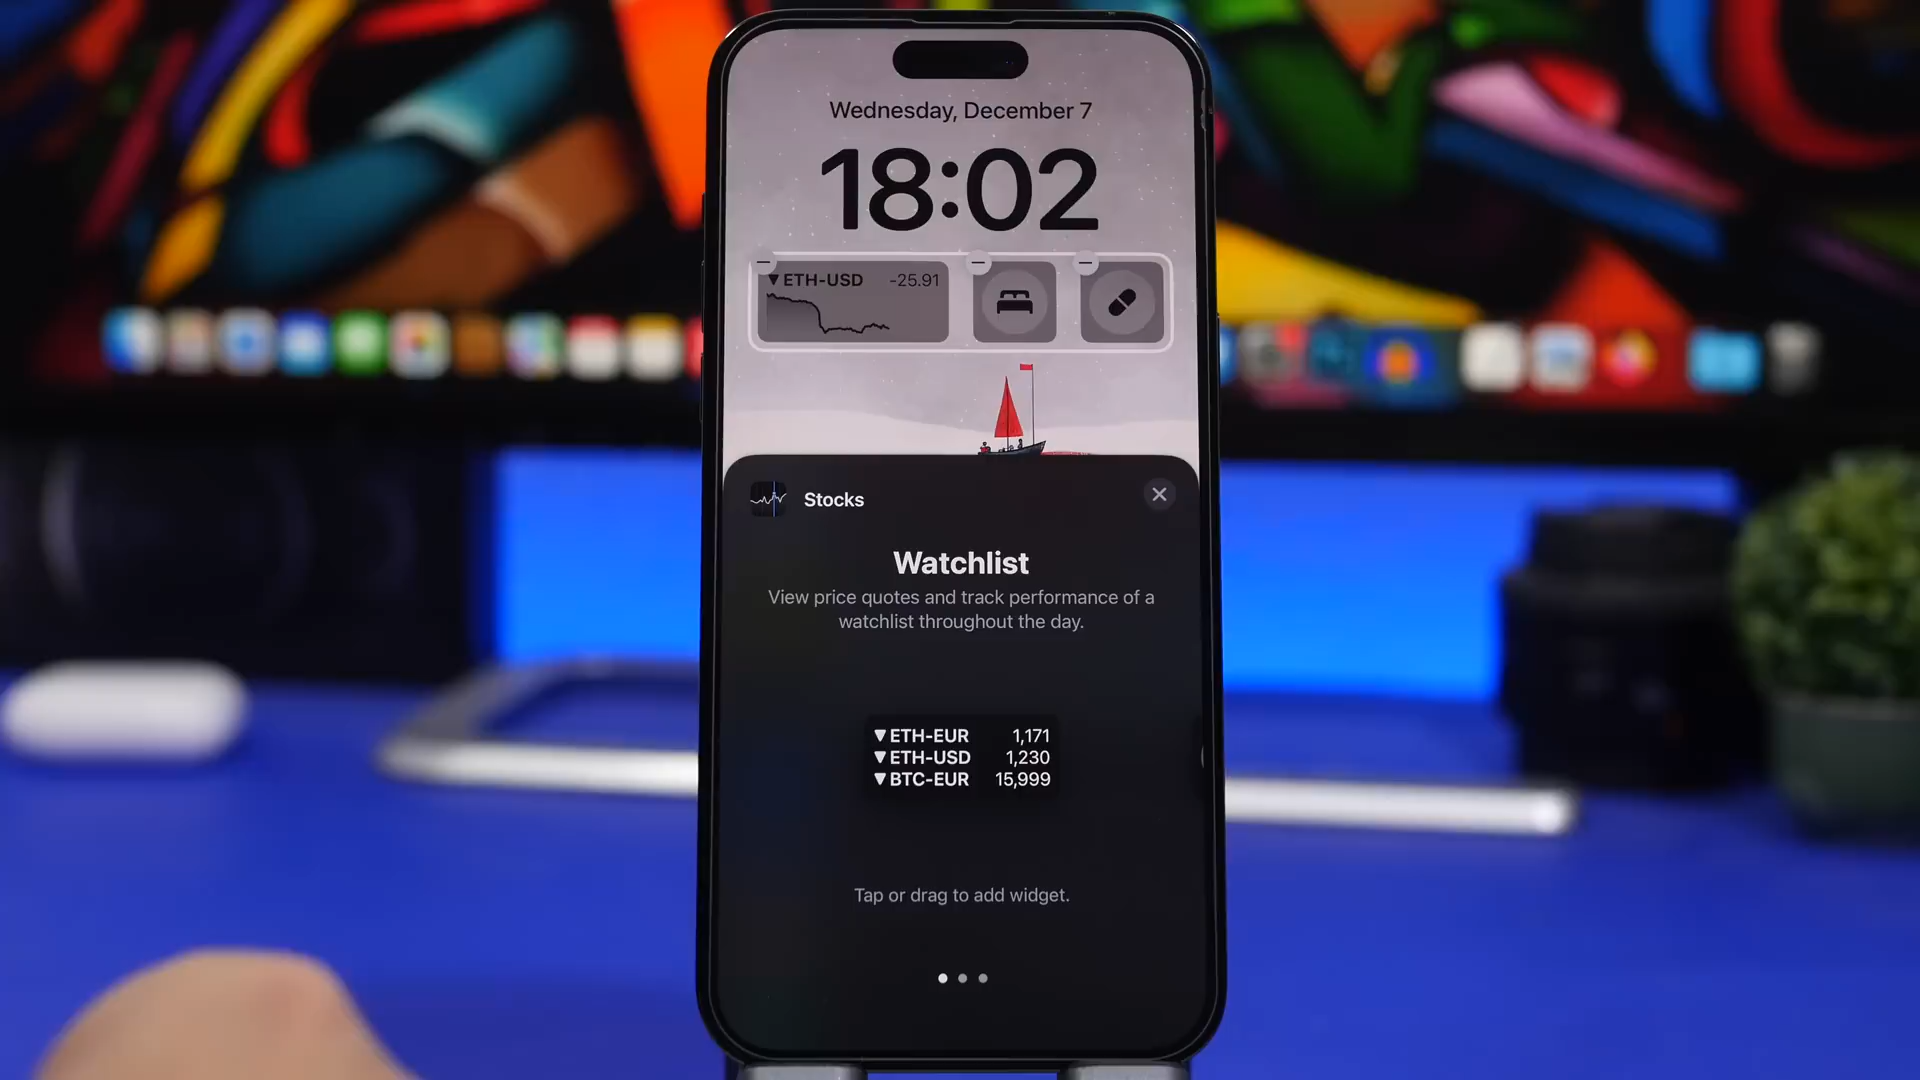 Wednesday, December 7
18:02
▼ETH-USD -25.91
Stocks
Watchlist
View price quotes and track performance of a
watchlist throughout the day.
▼ETH-EUR 1,171
▼ETH-USD 1,230
▼BTC-EUR 15,999
Tap or drag to add widget.